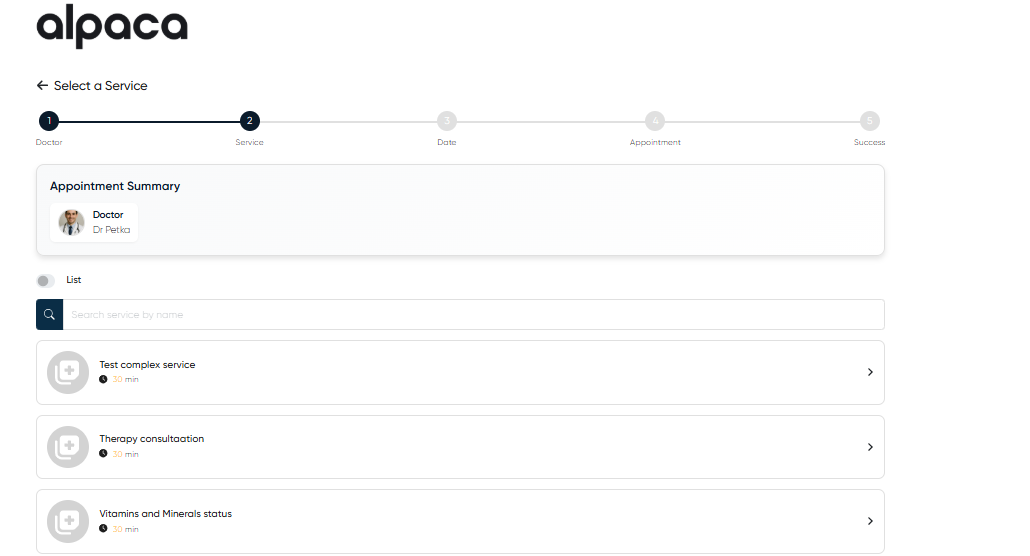 alpaca
← Select a Service
1 2 3 4 5
Doctor Service Date Appointment Success
Appointment Summary
Doctor
Dr Petka
List
Search service by name
Test complex service
30 min
Therapy consultaation
30 min
Vitamins and Minerals status
30 min